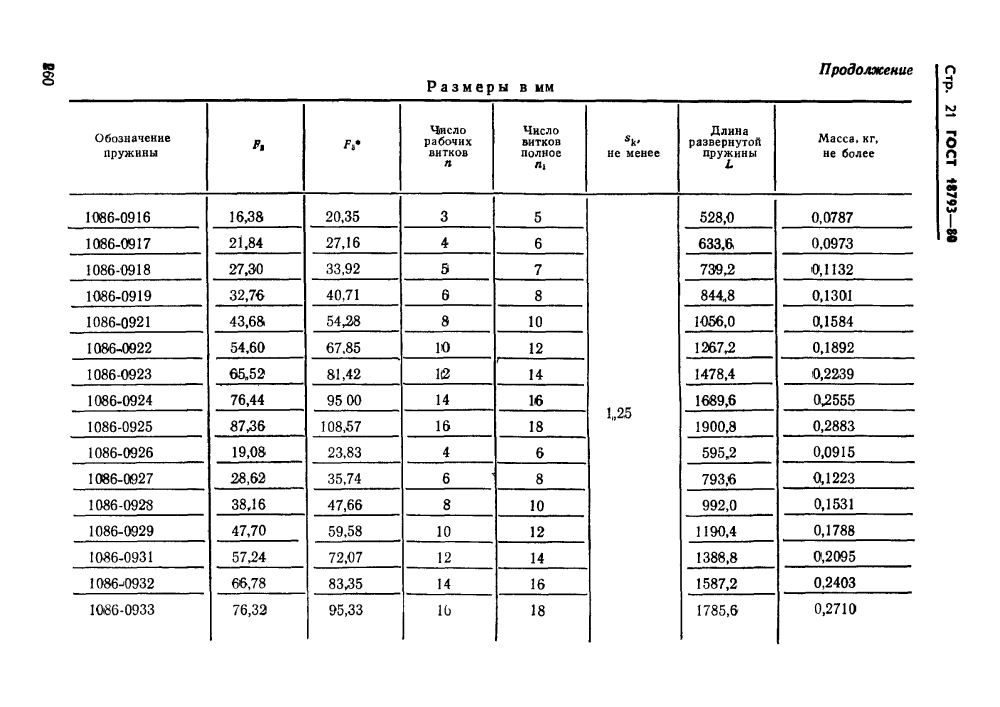 260
Стр. 21 ГОСТ 18793—80
Продолжение
Размеры в мм
Обозначение пружины | F₂ | F₃* | Число рабочих витков n | Число витков полное n₁ | sₖ, не менее | Длина развернутой пружины L | Масса, кг, не более
1086-0916 | 16,38 | 20,35 | 3 | 5 | 1,25 | 528,0 | 0,0787
1086-0917 | 21,84 | 27,16 | 4 | 6 | 633,6 | 0,0973
1086-0918 | 27,30 | 33,92 | 5 | 7 | 739,2 | 0,1132
1086-0919 | 32,76 | 40,71 | 6 | 8 | 844,8 | 0,1301
1086-0921 | 43,68 | 54,28 | 8 | 10 | 1056,0 | 0,1584
1086-0922 | 54,60 | 67,85 | 10 | 12 | 1267,2 | 0,1892
1086-0923 | 65,52 | 81,42 | 12 | 14 | 1478,4 | 0,2239
1086-0924 | 76,44 | 95 00 | 14 | 16 | 1689,6 | 0,2555
1086-0925 | 87,36 | 108,57 | 16 | 18 | 1900,8 | 0,2883
1086-0926 | 19,08 | 23,83 | 4 | 6 | 595,2 | 0,0915
1086-0927 | 28,62 | 35,74 | 6 | 8 | 793,6 | 0,1223
1086-0928 | 38,16 | 47,66 | 8 | 10 | 992,0 | 0,1531
1086-0929 | 47,70 | 59,58 | 10 | 12 | 1190,4 | 0,1788
1086-0931 | 57,24 | 72,07 | 12 | 14 | 1388,8 | 0,2095
1086-0932 | 66,78 | 83,35 | 14 | 16 | 1587,2 | 0,2403
1086-0933 | 76,32 | 95,33 | 16 | 18 | 1785,6 | 0,2710